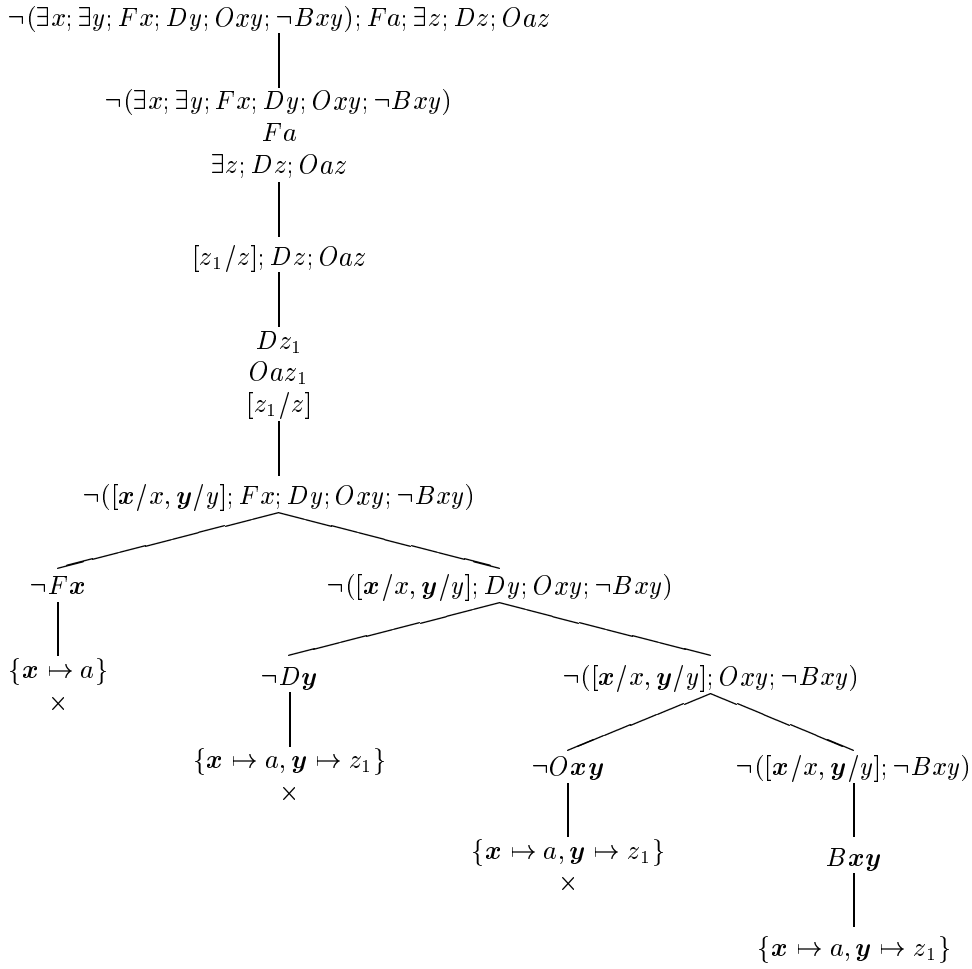 ¬(∃x; ∃y; Fx; Dy; Oxy; ¬Bxy); Fa; ∃z; Dz; Oaz
¬(∃x; ∃y; Fx; Dy; Oxy; ¬Bxy)
Fa
∃z; Dz; Oaz
[z₁/z]; Dz; Oaz
Dz₁
Oaz₁
[z₁/z]
¬([𝒙/x, 𝒚/y]; Fx; Dy; Oxy; ¬Bxy)
¬F𝒙 ¬([𝒙/x, 𝒚/y]; Dy; Oxy; ¬Bxy)
{𝒙 ↦ a} ¬D𝒚 ¬([𝒙/x, 𝒚/y]; Oxy; ¬Bxy)
×
{𝒙 ↦ a, 𝒚 ↦ z₁} ¬O𝒙𝒚 ¬([𝒙/x, 𝒚/y]; ¬Bxy)
×
{𝒙 ↦ a, 𝒚 ↦ z₁} B𝒙𝒚
×
{𝒙 ↦ a, 𝒚 ↦ z₁}